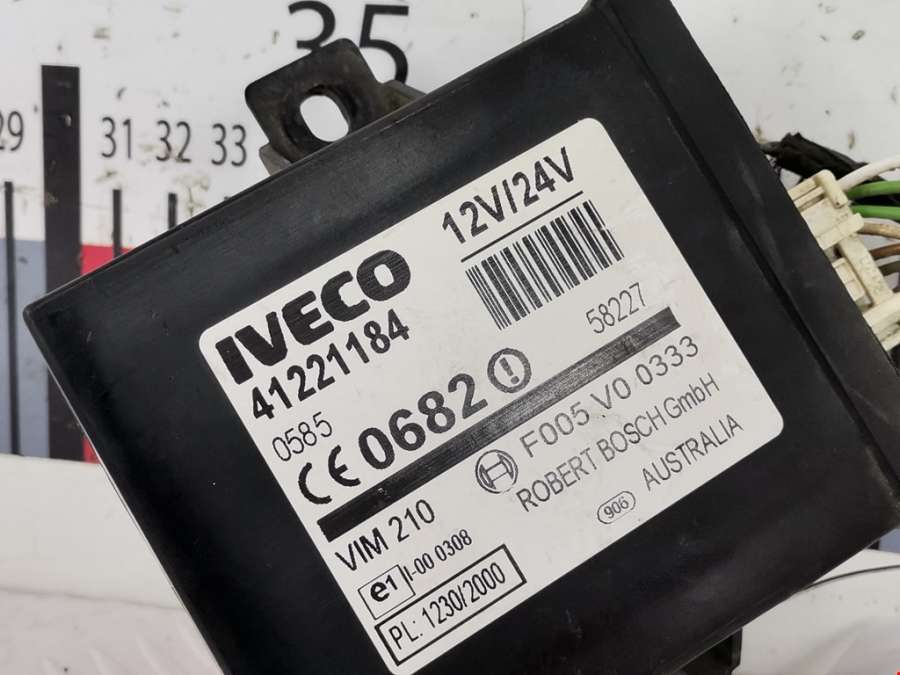 35
29 31 32 33
IVECO
41221184
12V/24V
58227
0585
CE 0682
F005 V0 0333
ROBERT BOSCH GmbH
906 AUSTRALIA
VIM 210
e1 I-00 0308
PL: 1230/2000